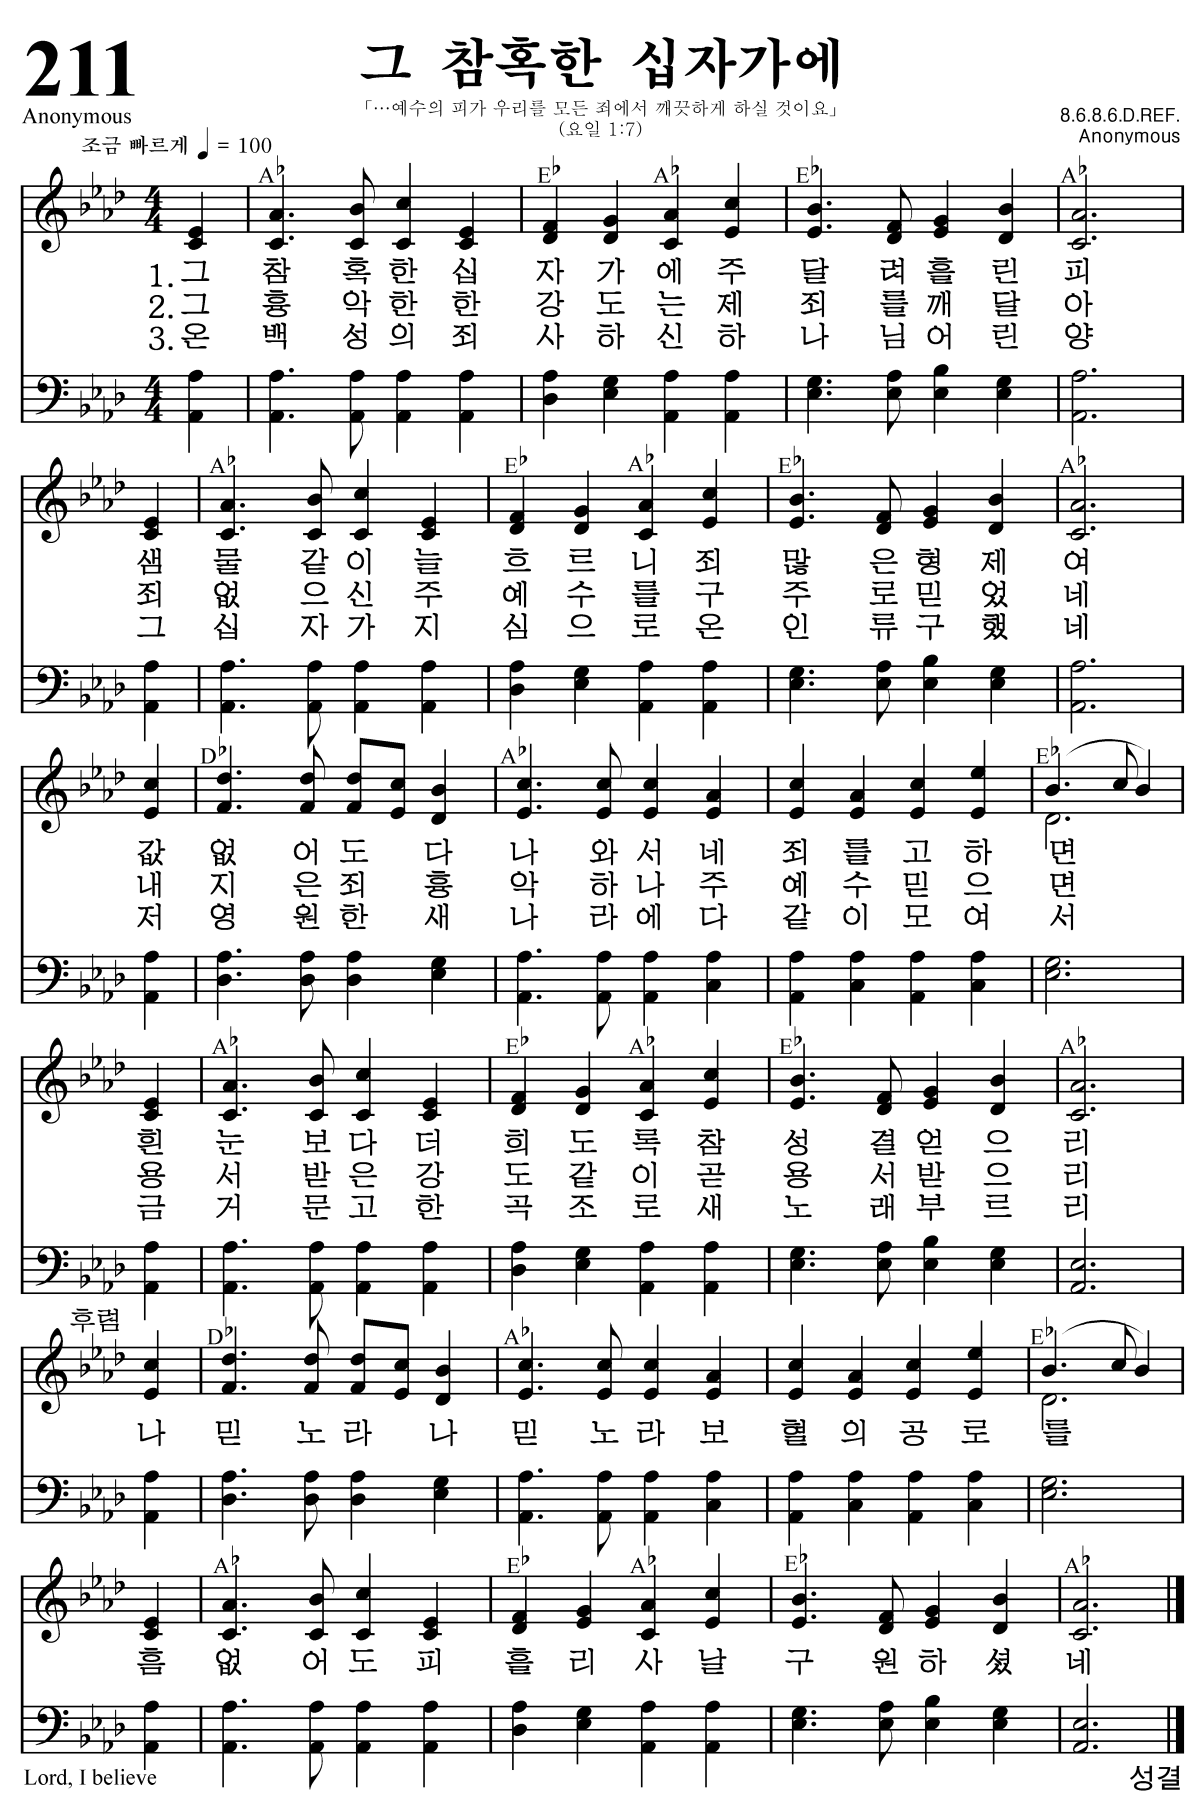 211
그 참혹한 십자가에
「…예수의 피가 우리를 모든 죄에서 깨끗하게 하실 것이요」
(요일 1:7)
Anonymous
8.6.8.6.D.REF.
Anonymous
조금 빠르게 ♩ = 100
A♭ E♭ A♭ E♭ A♭
4 4
1. 그 참 혹 한 십 자 가 에 주 달 려 흘 린 피
2. 그 흉 악 한 한 강 도 는 제 죄 를 깨 달 아
3. 온 백 성 의 죄 사 하 신 하 나 님 어 린 양
4 4
A♭ E♭ A♭ E♭ A♭
샘 물 같 이 늘 흐 르 니 죄 많 은 형 제 여
죄 없 으 신 주 예 수 를 구 주 로 믿 었 네
그 십 자 가 지 심 으 로 온 인 류 구 했 네
D♭ A♭ E♭
값 없 어 도 다 나 와 서 네 죄 를 고 하 면
내 지 은 죄 흉 악 하 나 주 예 수 믿 으 면
저 영 원 한 새 나 라 에 다 같 이 모 여 서
A♭ E♭ A♭ E♭ A♭
흰 눈 보 다 더 희 도 록 참 성 결 얻 으 리
용 서 받 은 강 도 같 이 곧 용 서 받 으 리
금 거 문 고 한 곡 조 로 새 노 래 부 르 리
후렴
D♭ A♭ E♭
나 믿 노 라 나 믿 노 라 보 혈 의 공 로 를
A♭ E♭ A♭ E♭ A♭
흠 없 어 도 피 흘 리 사 날 구 원 하 셨 네
Lord, I believe
성결